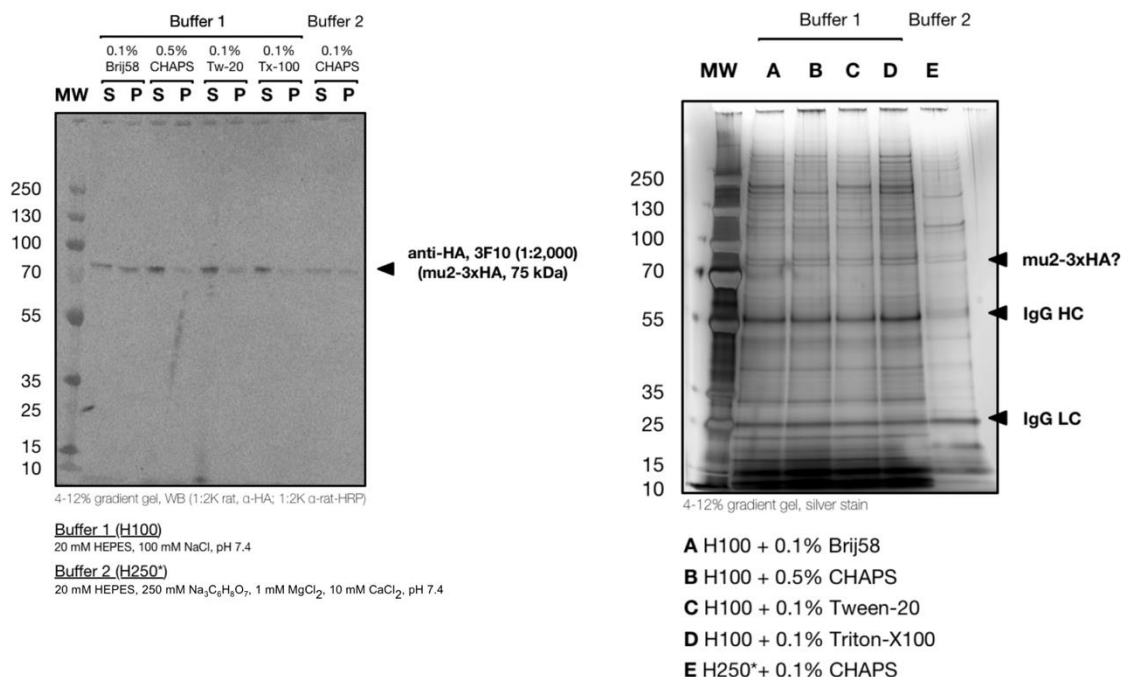 Buffer 1 Buffer 2
0.1% 0.5% 0.1% 0.1% 0.1%
Brij58 CHAPS Tw-20 Tx-100 CHAPS
MW S P S P S P S P S P
250
130
100
70
55
35
25
15
10
anti-HA, 3F10 (1:2,000)
(mu2-3xHA, 75 kDa)
4-12% gradient gel, WB (1:2K rat, α-HA; 1:2K α-rat-HRP)
Buffer 1 (H100)
20 mM HEPES, 100 mM NaCl, pH 7.4
Buffer 2 (H250*)
20 mM HEPES, 250 mM Na₃C₆H₈O₇, 1 mM MgCl₂, 10 mM CaCl₂, pH 7.4
Buffer 1 Buffer 2
MW A B C D E
250
130
100
70
55
35
25
15
10
mu2-3xHA?
IgG HC
IgG LC
4-12% gradient gel, silver stain
A H100 + 0.1% Brij58
B H100 + 0.5% CHAPS
C H100 + 0.1% Tween-20
D H100 + 0.1% Triton-X100
E H250*+ 0.1% CHAPS